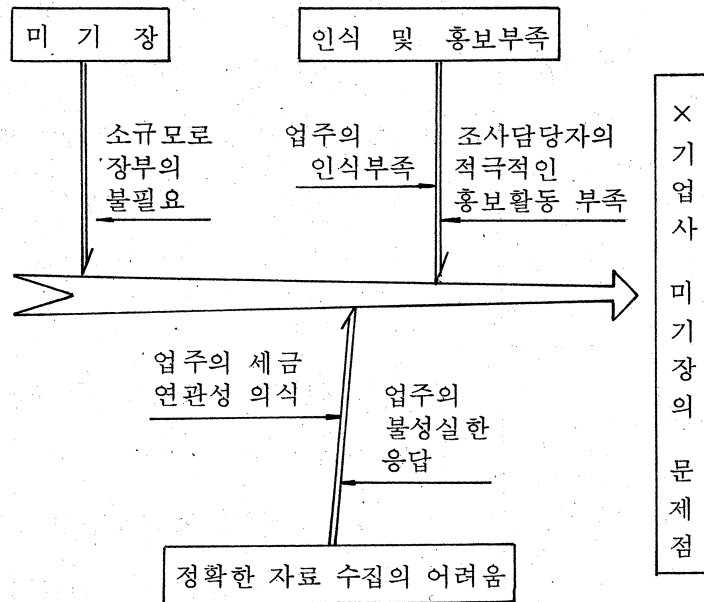 미 기 장
인식 및 홍보부족
소규모로
장부의
불필요
업주의
인식부족
조사담당자의
적극적인
홍보활동 부족
업주의 세금
연관성 의식
업주의
불성실한
응답
정확한 자료 수집의 어려움
×기업사 미기장의 문제점